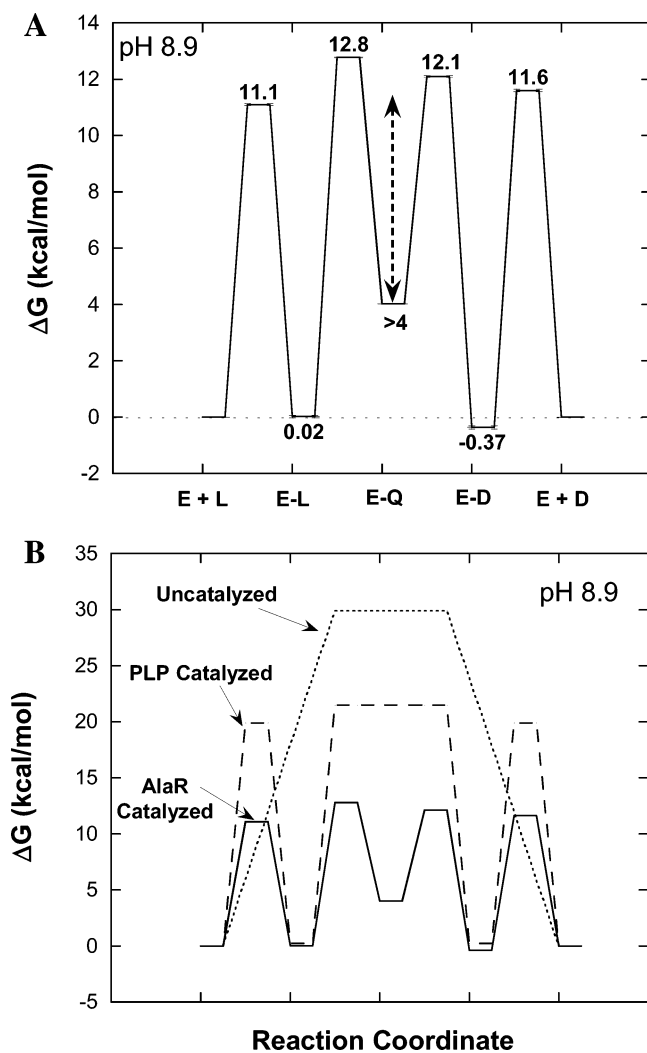 A
pH 8.9
14
12
10
8
6
4
2
0
-2
ΔG (kcal/mol)
11.1
12.8
12.1
11.6
>4
0.02
-0.37
E + L
E-L
E-Q
E-D
E + D
B
pH 8.9
35
30
25
20
15
10
5
0
-5
ΔG (kcal/mol)
Uncatalyzed
PLP Catalyzed
AlaR
Catalyzed
Reaction Coordinate